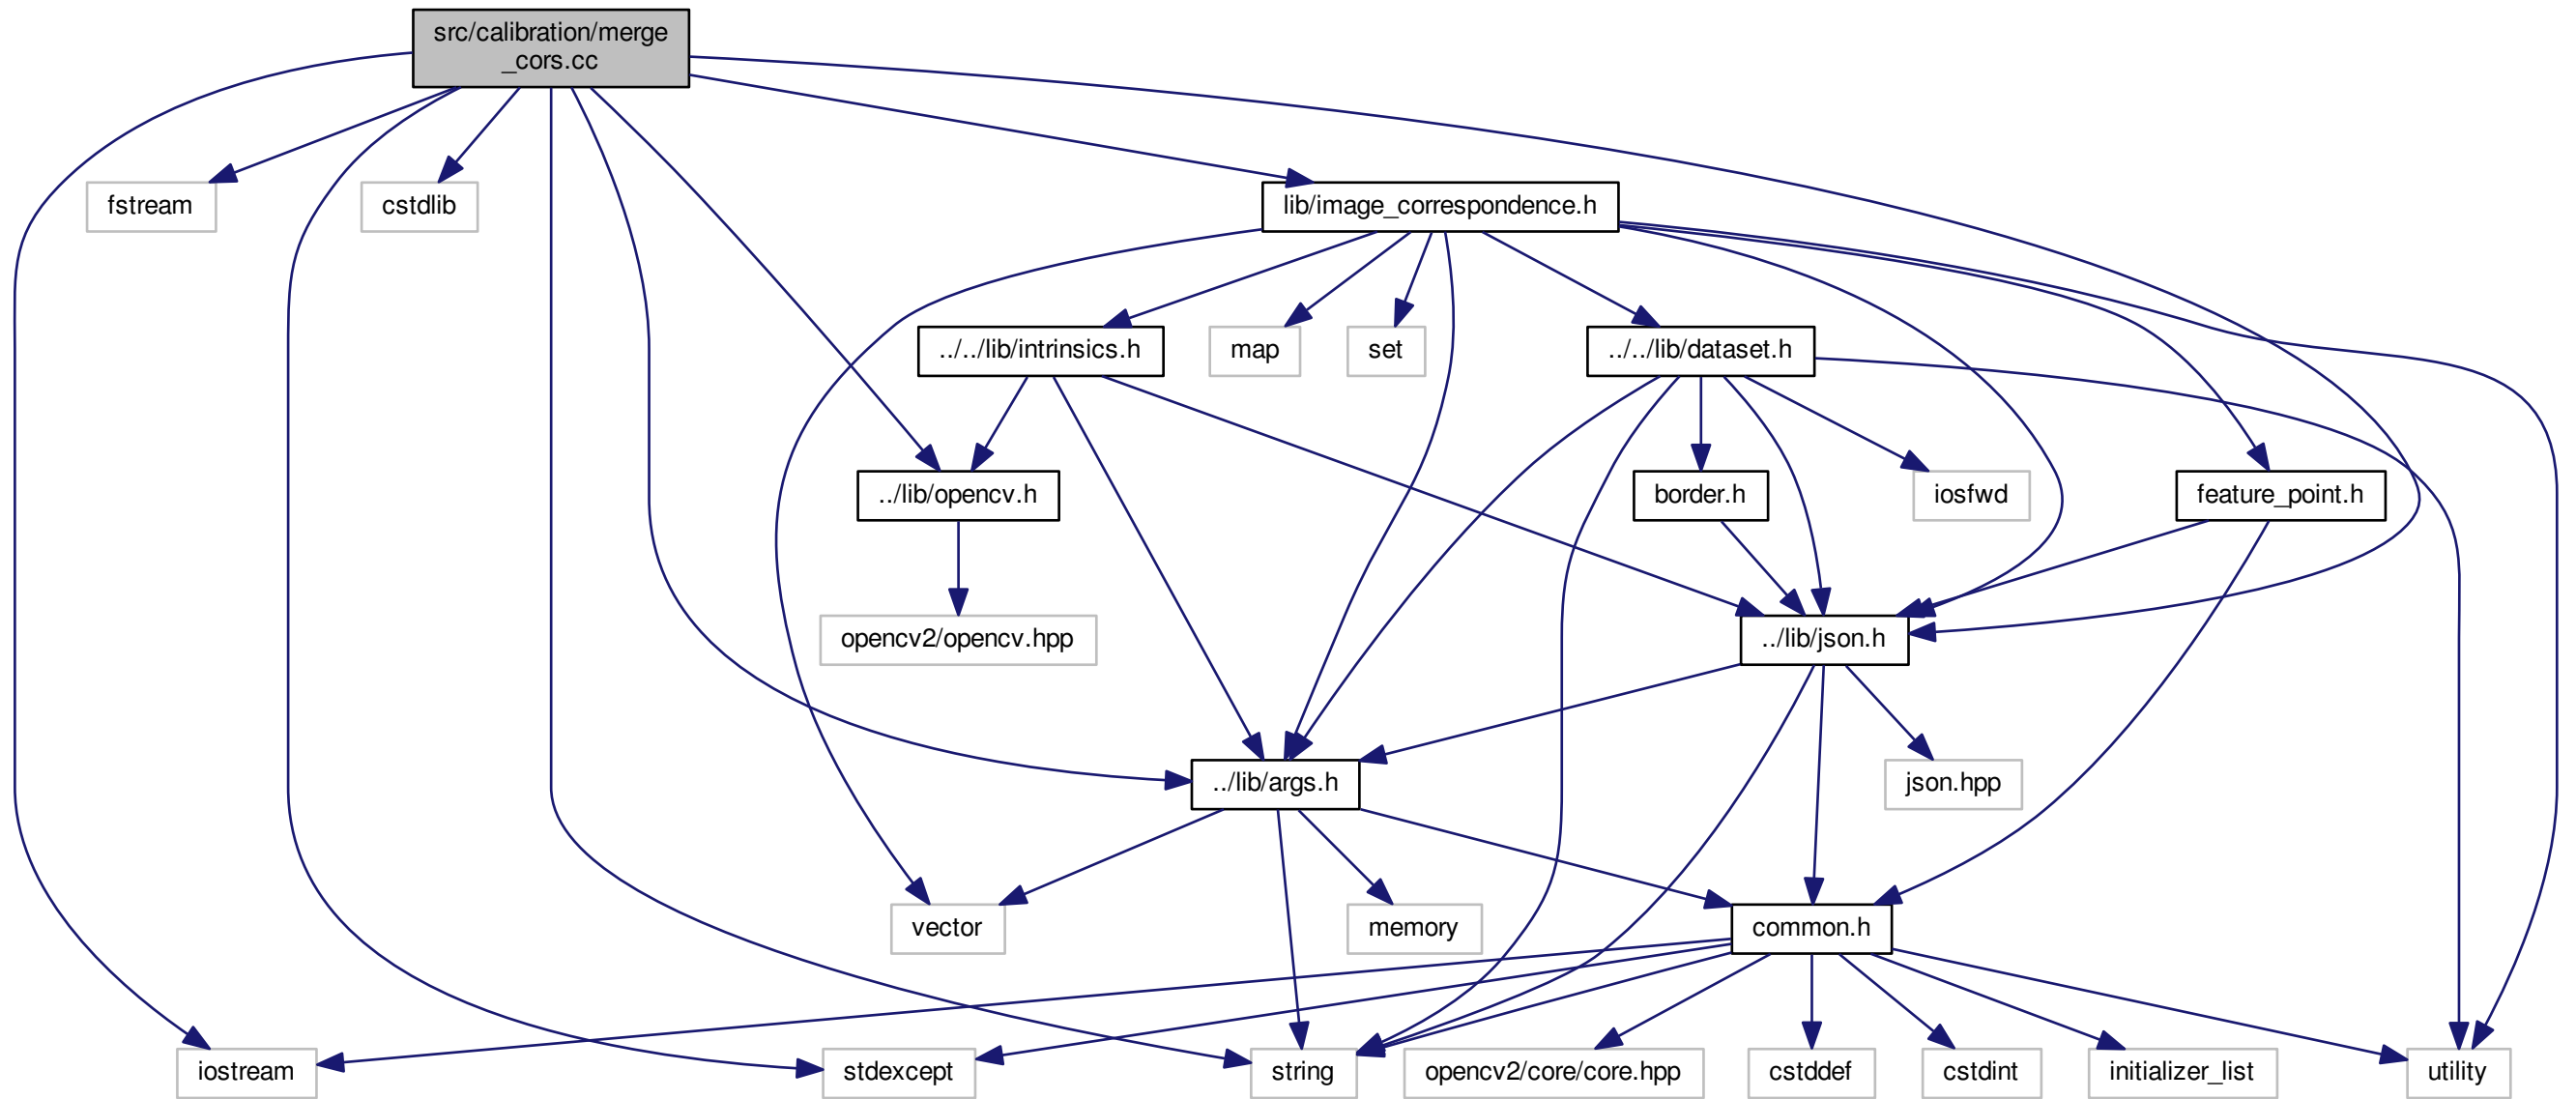 src/calibration/merge
_cors.cc
fstream
cstdlib
lib/image_correspondence.h
../../lib/intrinsics.h
map
set
../../lib/dataset.h
../lib/opencv.h
border.h
iosfwd
feature_point.h
opencv2/opencv.hpp
../lib/json.h
../lib/args.h
json.hpp
vector
memory
common.h
iostream
stdexcept
string
opencv2/core/core.hpp
cstddef
cstdint
initializer_list
utility